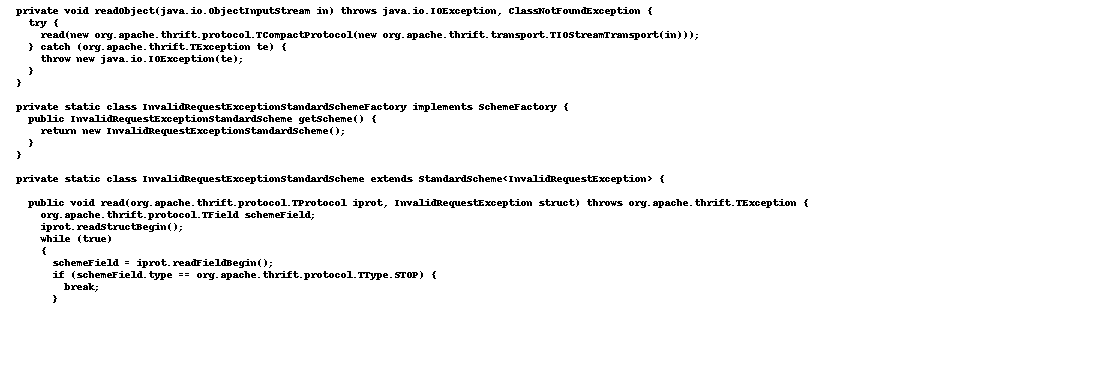 private void readObject(java.io.ObjectInputStream in) throws java.io.IOException, ClassNotFoundException {
  try {
    read(new org.apache.thrift.protocol.TCompactProtocol(new org.apache.thrift.transport.TIOStreamTransport(in)));
  } catch (org.apache.thrift.TException te) {
    throw new java.io.IOException(te);
  }
}

private static class InvalidRequestExceptionStandardSchemeFactory implements SchemeFactory {
  public InvalidRequestExceptionStandardScheme getScheme() {
    return new InvalidRequestExceptionStandardScheme();
  }
}

private static class InvalidRequestExceptionStandardScheme extends StandardScheme<InvalidRequestException> {

  public void read(org.apache.thrift.protocol.TProtocol iprot, InvalidRequestException struct) throws org.apache.thrift.TException {
    org.apache.thrift.protocol.TField schemeField;
    iprot.readStructBegin();
    while (true)
    {
      schemeField = iprot.readFieldBegin();
      if (schemeField.type == org.apache.thrift.protocol.TType.STOP) {
        break;
      }